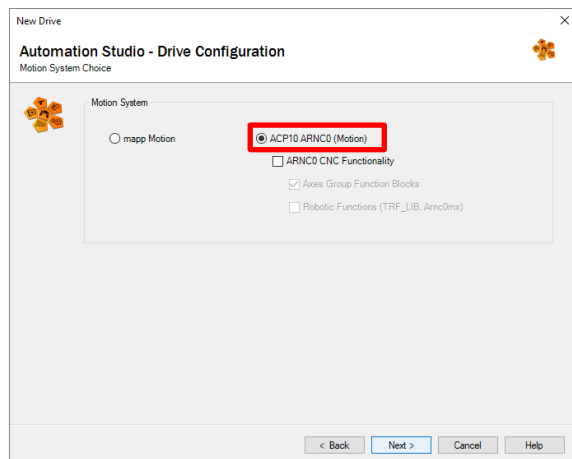 New Drive
Automation Studio - Drive Configuration
Motion System Choice
Motion System
mapp Motion
ACP10 ARNC0 (Motion)
ARNC0 CNC Functionality
Axes Group Function Blocks
Robotic Functions (TRF_LIB, Arnc0mx)
< Back
Next >
Cancel
Help